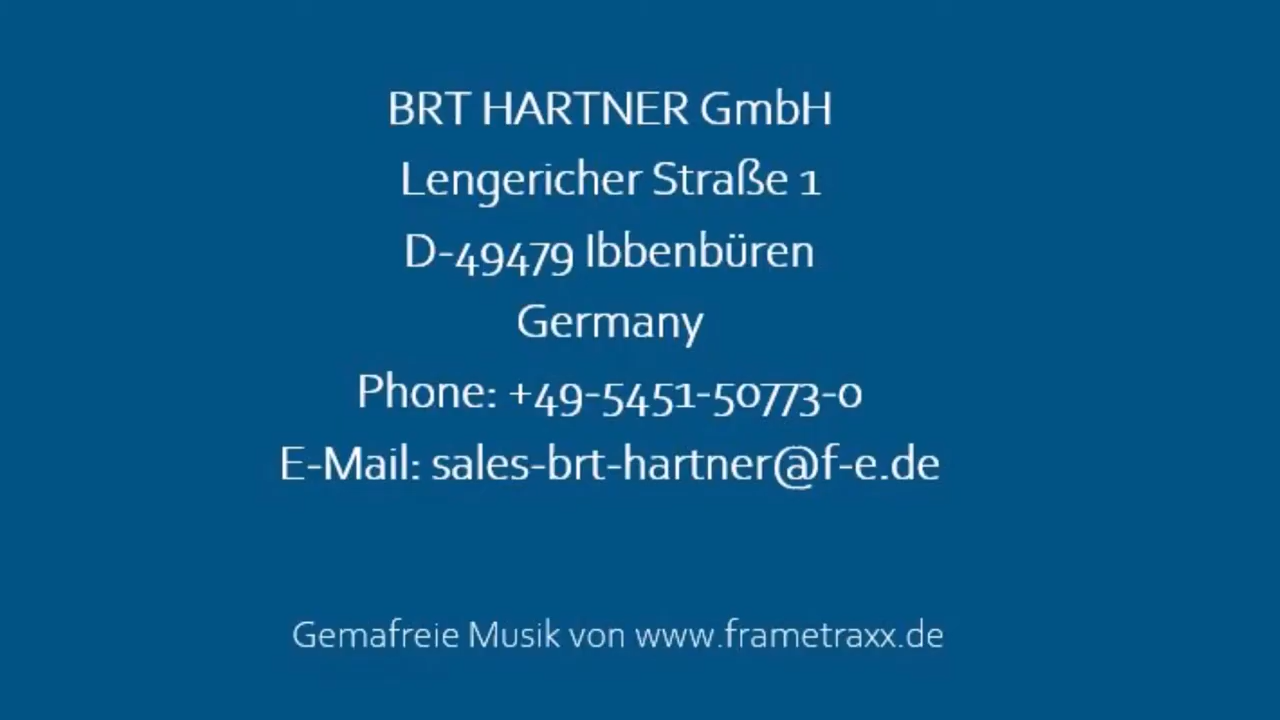 BRT HARTNER GmbH
Lengericher Straße 1
D-49479 Ibbenbüren
Germany
Phone: +49-5451-50773-0
E-Mail: sales-brt-hartner@f-e.de
Gemafreie Musik von www.frametraxx.de